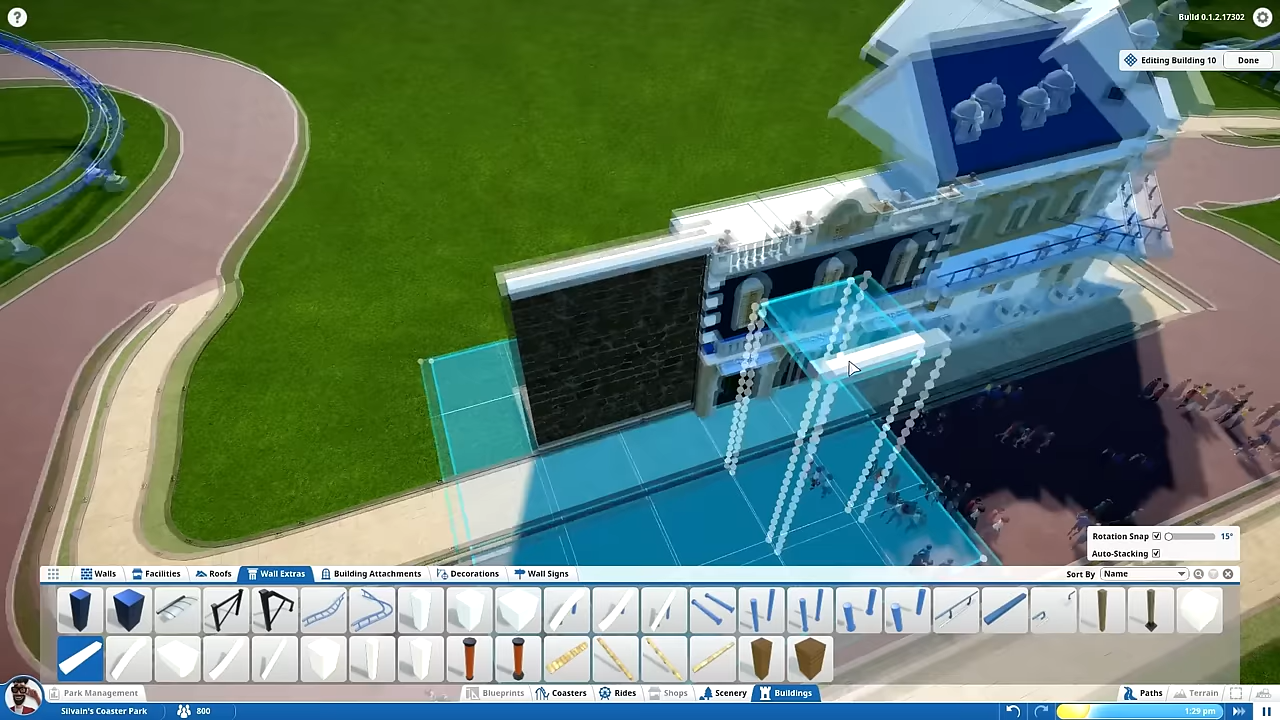 ?
Build 0.1.2.17302
Editing Building 10 Done
Rotation Snap 15°
Auto-Stacking
Walls Facilities Roofs Wall Extras Building Attachments Decorations Wall Signs Sort By Name
Park Management Blueprints Coasters Rides Shops Scenery Buildings Paths Terrain
Silvain's Coaster Park 800 1:29 pm